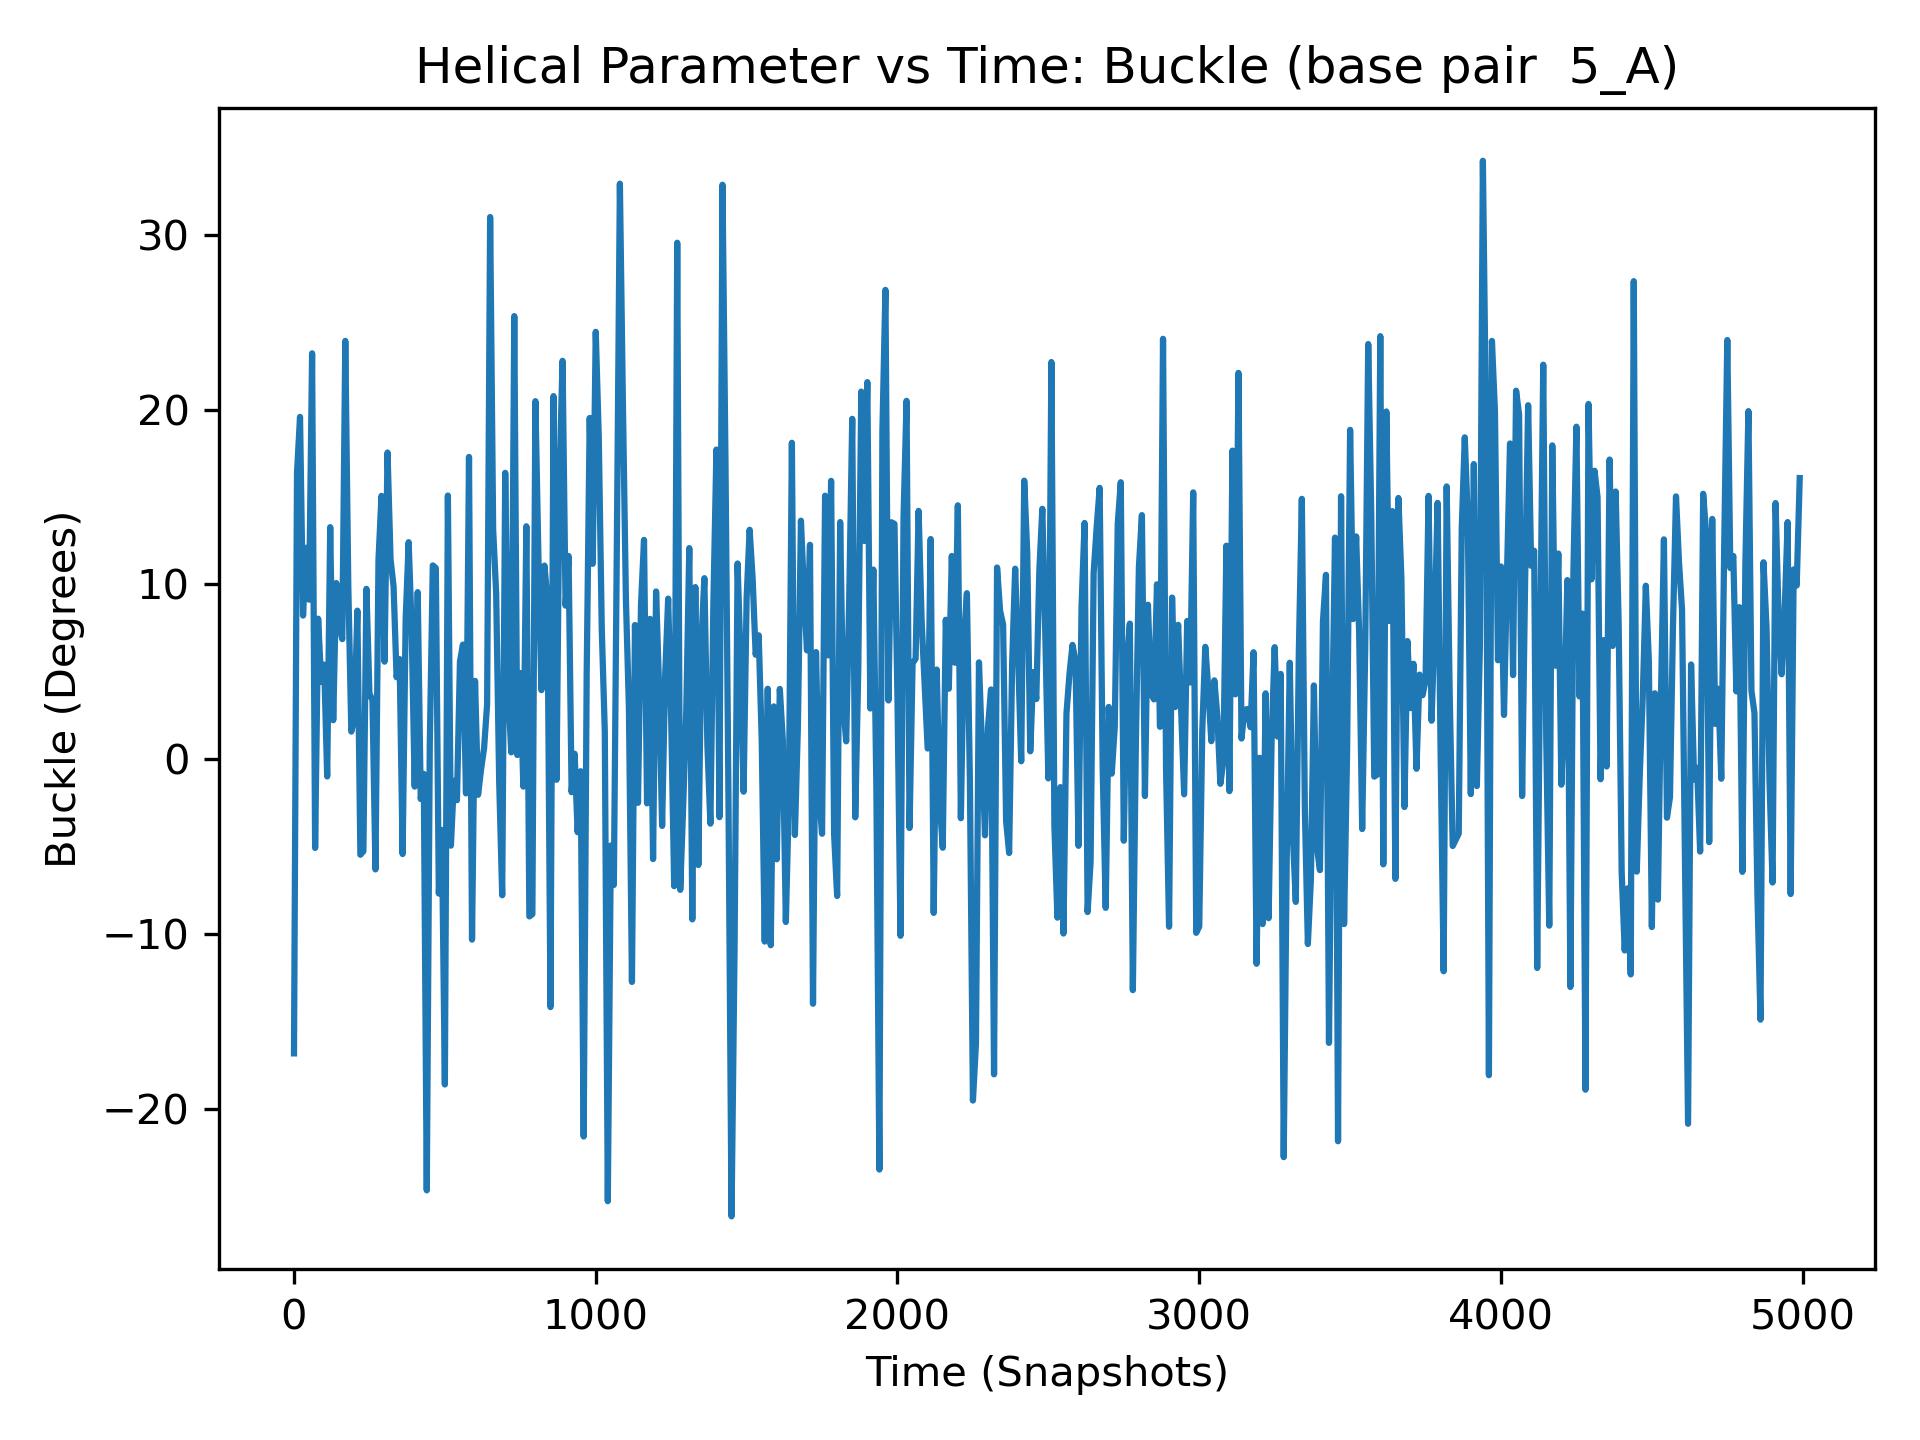 Helical Parameter vs Time: Buckle (base pair  5_A)
30
20
10
0
−10
−20
Buckle (Degrees)
0 1000 2000 3000 4000 5000
Time (Snapshots)